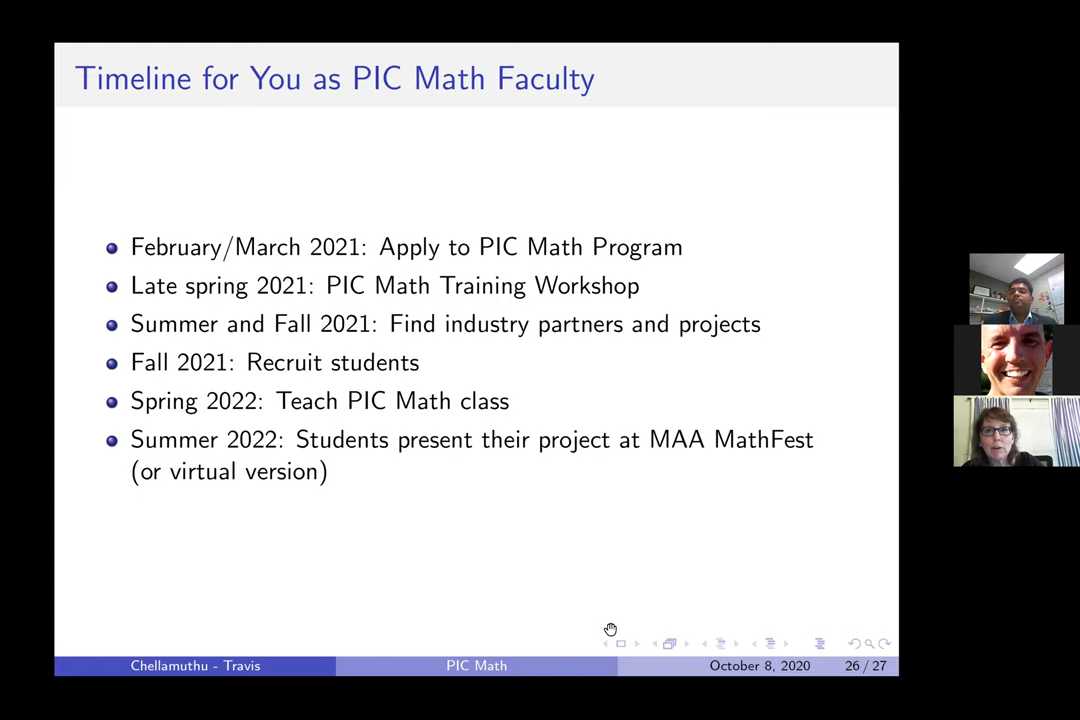 Timeline for You as PIC Math Faculty
February/March 2021: Apply to PIC Math Program
Late spring 2021: PIC Math Training Workshop
Summer and Fall 2021: Find industry partners and projects
Fall 2021: Recruit students
Spring 2022: Teach PIC Math class
Summer 2022: Students present their project at MAA MathFest
(or virtual version)
Chellamuthu - Travis PIC Math October 8, 2020 26 / 27